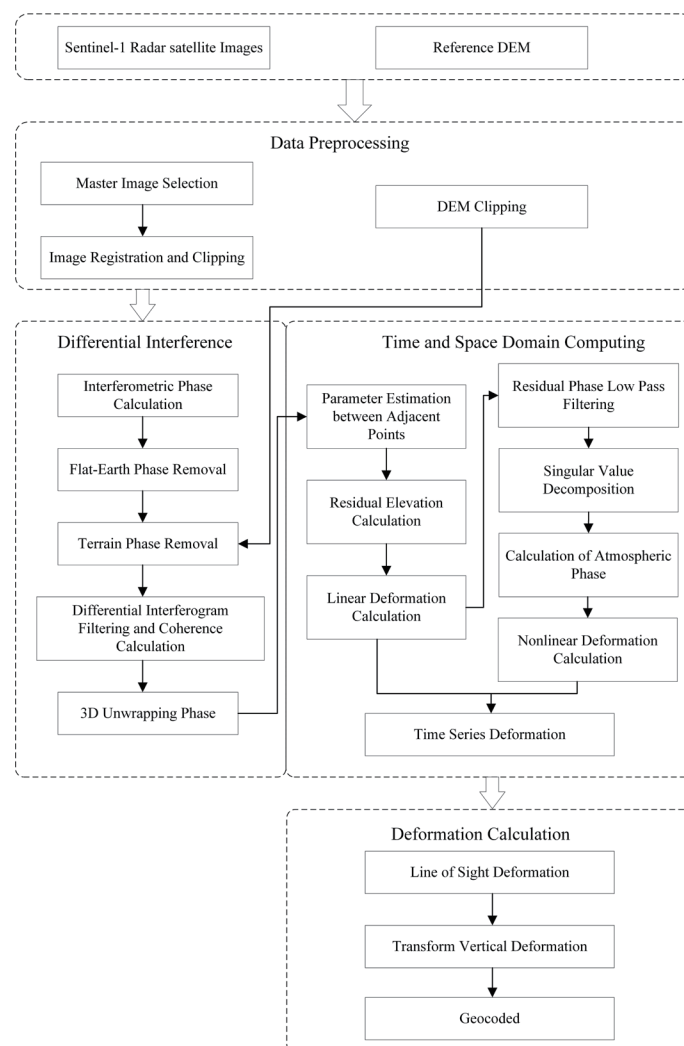 Sentinel-1 Radar satellite Images
Reference DEM
Data Preprocessing
Master Image Selection
Image Registration and Clipping
DEM Clipping
Differential Interference
Interferometric Phase
Calculation
Flat-Earth Phase Removal
Terrain Phase Removal
Differential Interferogram
Filtering and Coherence
Calculation
3D Unwrapping Phase
Time and Space Domain Computing
Parameter Estimation
between Adjacent
Points
Residual Elevation
Calculation
Linear Deformation
Calculation
Residual Phase Low Pass
Filtering
Singular Value
Decomposition
Calculation of Atmospheric
Phase
Nonlinear Deformation
Calculation
Time Series Deformation
Deformation Calculation
Line of Sight Deformation
Transform Vertical Deformation
Geocoded